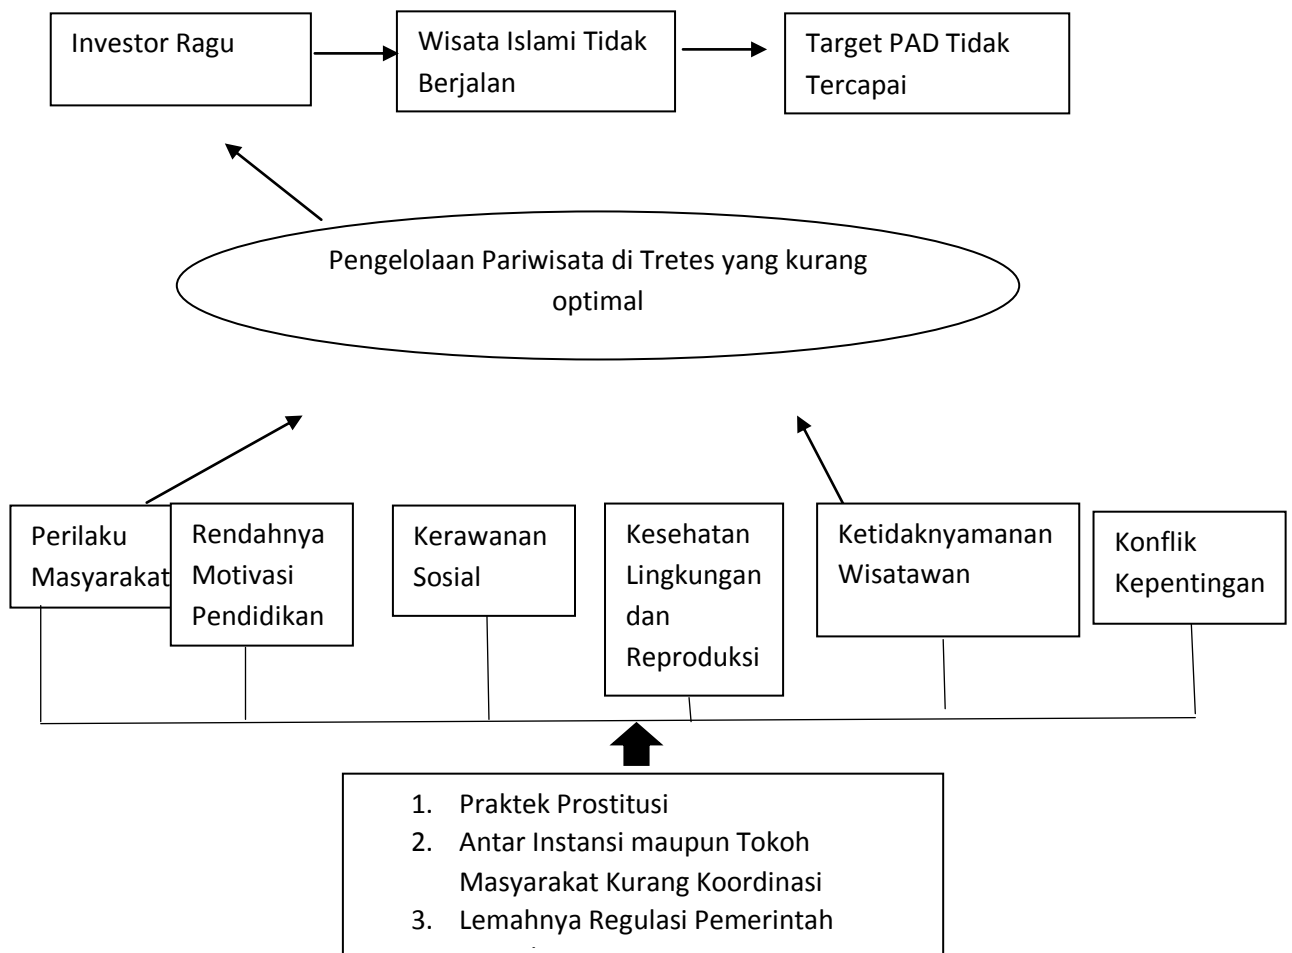 Investor Ragu
Wisata Islami Tidak
Berjalan
Target PAD Tidak
Tercapai
Pengelolaan Pariwisata di Tretes yang kurang
optimal
Perilaku
Masyarakat
Rendahnya
Motivasi
Pendidikan
Kerawanan
Sosial
Kesehatan
Lingkungan
dan
Reproduksi
Ketidaknyamanan
Wisatawan
Konflik
Kepentingan
1. Praktek Prostitusi
2. Antar Instansi maupun Tokoh
Masyarakat Kurang Koordinasi
3. Lemahnya Regulasi Pemerintah